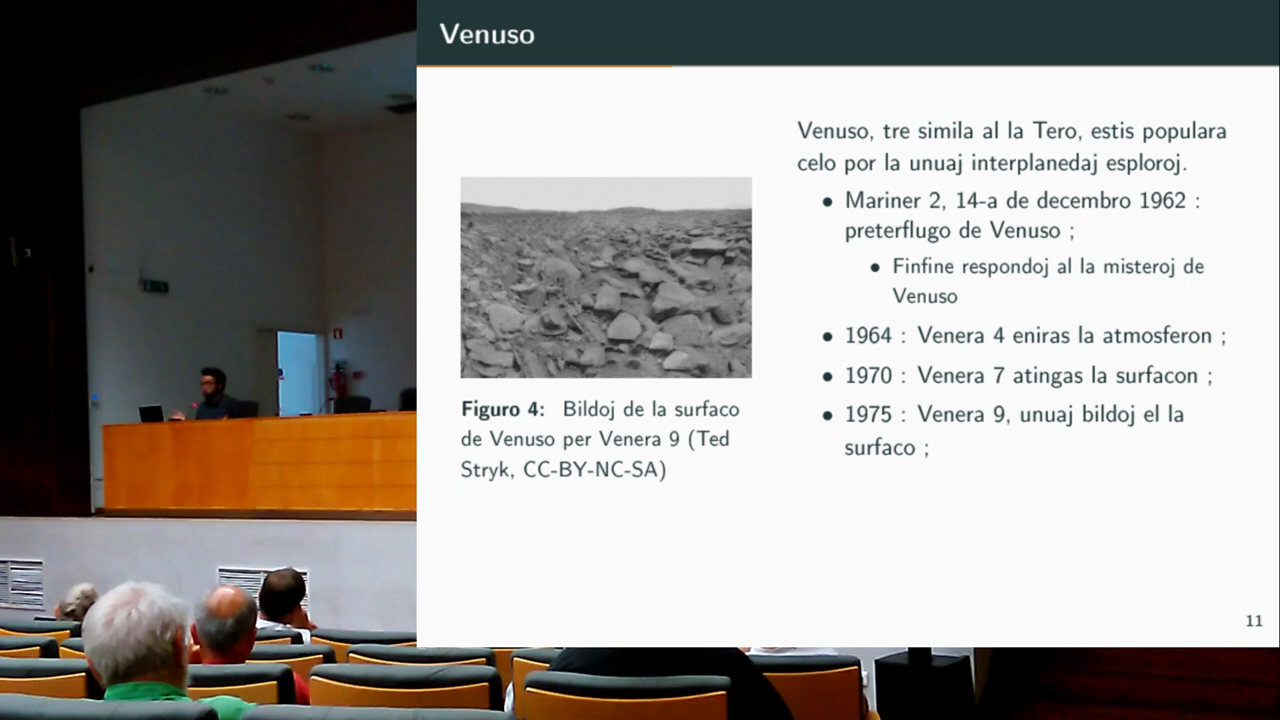 Venuso
Venuso, tre simila al la Tero, estis populara
celo por la unuaj interplanedaj esploroj.
• Mariner 2, 14-a de decembro 1962 :
preterflugo de Venuso ;
• Finfine respondoj al la misteroj de
Venuso
• 1964 : Venera 4 eniras la atmosferon ;
• 1970 : Venera 7 atingas la surfacon ;
• 1975 : Venera 9, unuaj bildoj el la
surfaco ;
Figuro 4: Bildoj de la surfaco
de Venuso per Venera 9 (Ted
Stryk, CC-BY-NC-SA)
11